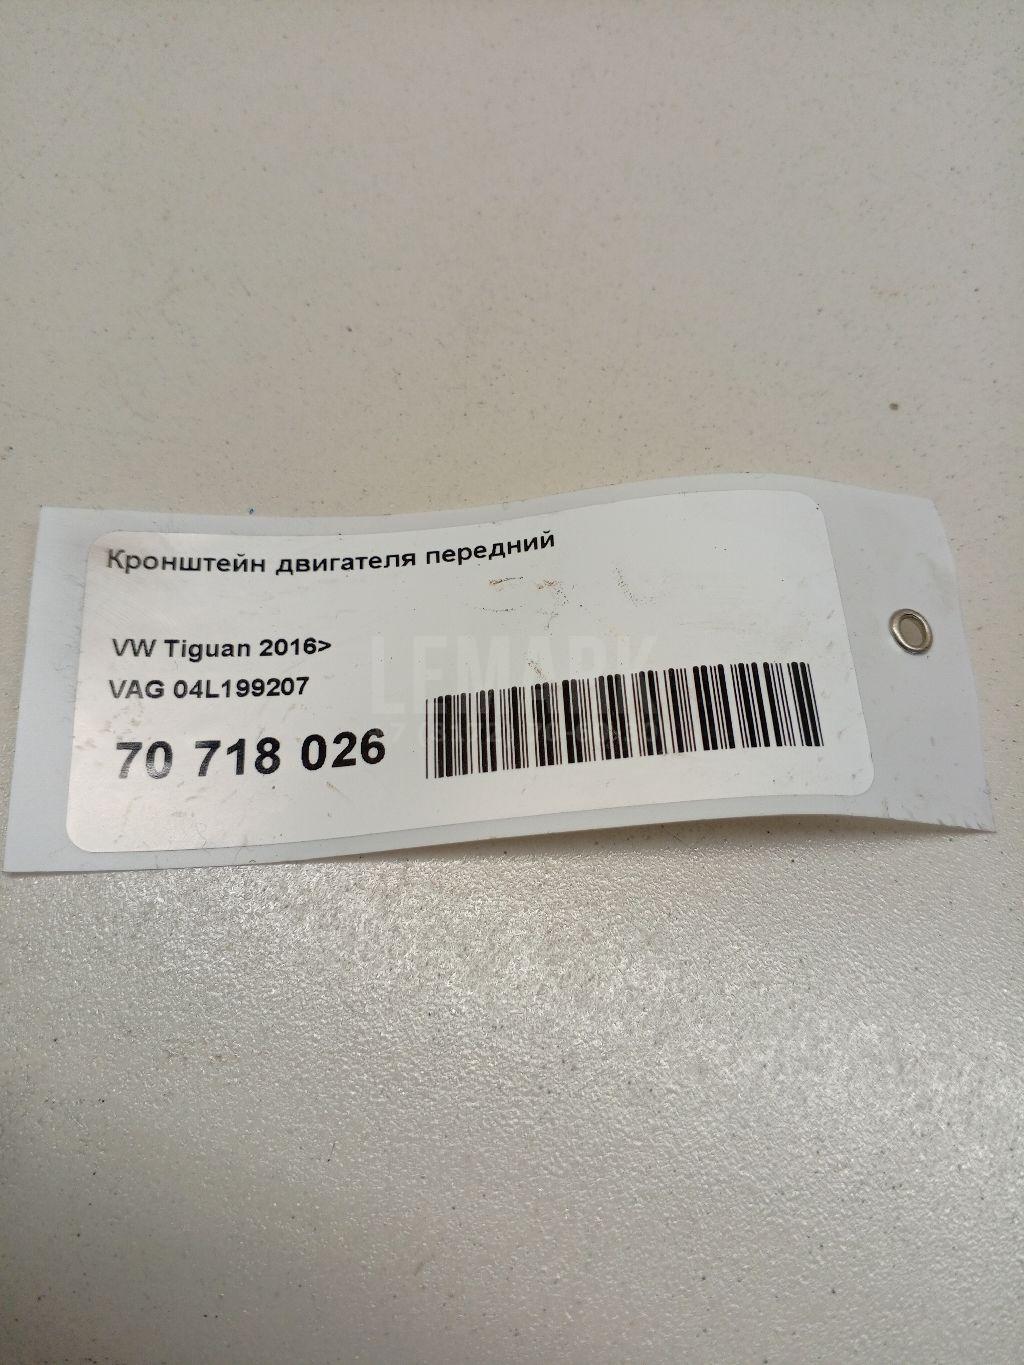 Кронштейн двигателя передний
VW Tiguan 2016>
VAG 04L199207
70 718 026
LEMARK